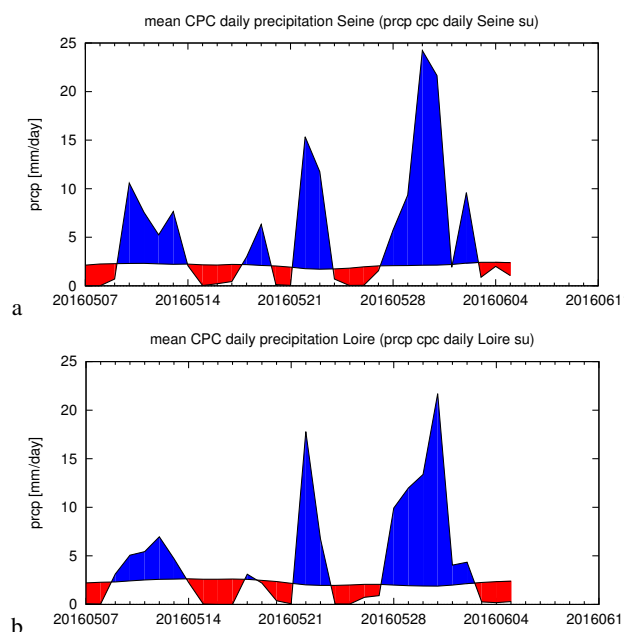 mean CPC daily precipitation Seine (prcp cpc daily Seine su)
25
20
15
10
5
0
prcp [mm/day]
20160507 20160514 20160521 20160528 20160604 2016061
a
mean CPC daily precipitation Loire (prcp cpc daily Loire su)
25
20
15
10
5
0
prcp [mm/day]
20160507 20160514 20160521 20160528 20160604 2016061
b